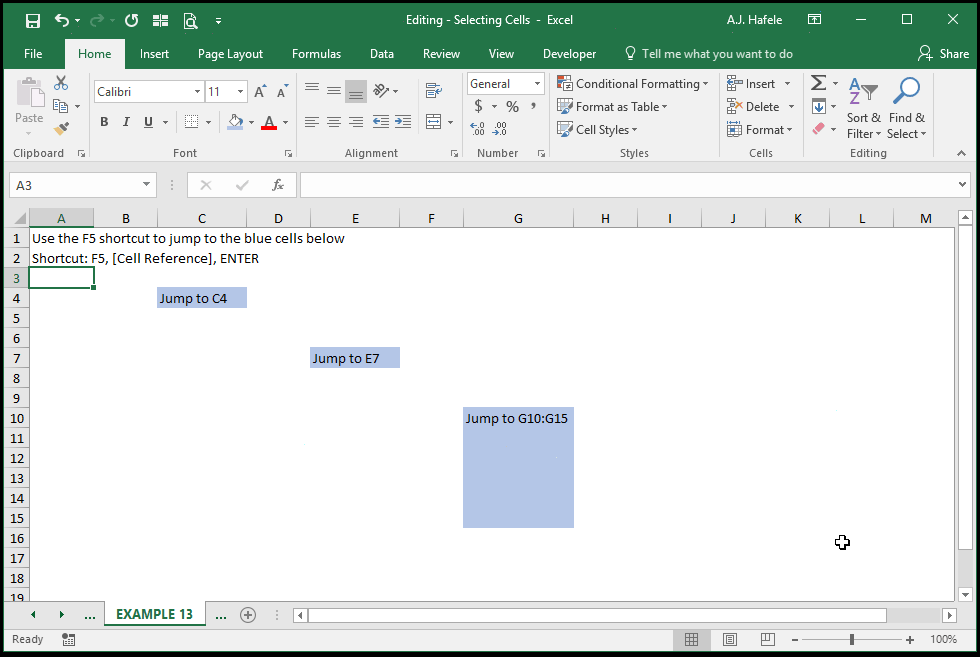 Editing - Selecting Cells - Excel
A.J. Hafele
File Home Insert Page Layout Formulas Data Review View Developer Tell me what you want to do Share
Paste
Calibri 11
A A
B I U
A
General
$ % ,
.0 .00
.00 .0
Conditional Formatting
Format as Table
Cell Styles
Insert
Delete
Format
Σ
A
Z
Sort & Filter
Find & Select
Clipboard Font Alignment Number Styles Cells Editing
A3 fx
A B C D E F G H I J K L M
1 Use the F5 shortcut to jump to the blue cells below
2 Shortcut: F5, [Cell Reference], ENTER
3
4 Jump to C4
5
6
7 Jump to E7
8
9
10 Jump to G10:G15
11
12
13
14
15
16
17
18
19
... EXAMPLE 13 ...
Ready 100%